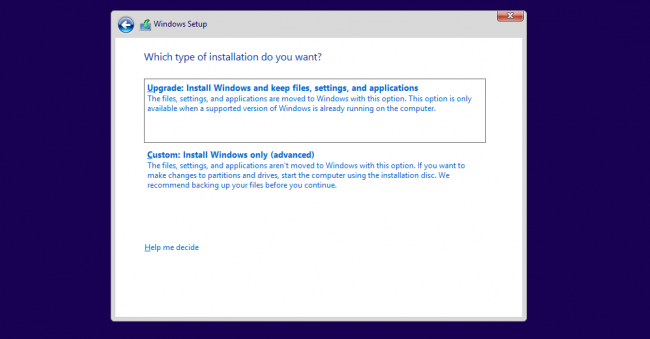 Windows Setup
Which type of installation do you want?
Upgrade: Install Windows and keep files, settings, and applications
The files, settings, and applications are moved to Windows with this option. This option is only
available when a supported version of Windows is already running on the computer.
Custom: Install Windows only (advanced)
The files, settings, and applications aren't moved to Windows with this option. If you want to
make changes to partitions and drives, start the computer using the installation disc. We
recommend backing up your files before you continue.
Help me decide